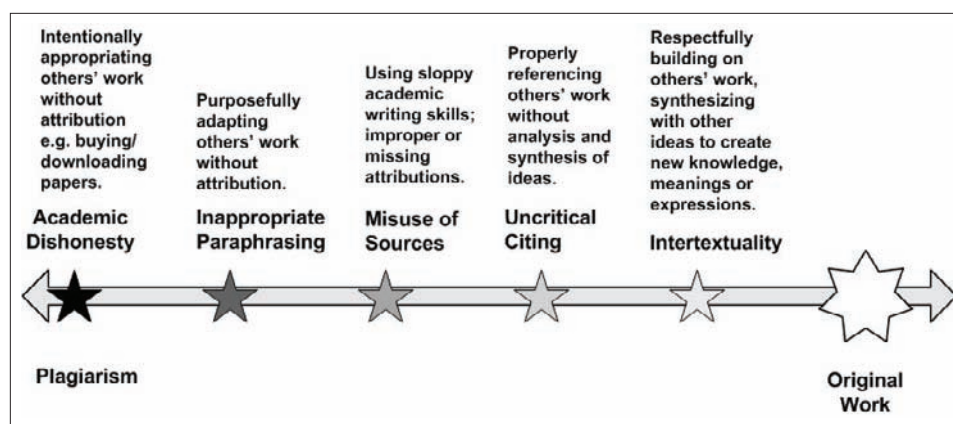 Intentionally
appropriating
others' work
without
attribution
e.g. buying/
downloading
papers.
Academic
Dishonesty
Purposefully
adapting
others' work
without
attribution.
Inappropriate
Paraphrasing
Using sloppy
academic
writing skills;
improper or
missing
attributions.
Misuse of
Sources
Properly
referencing
others' work
without
analysis and
synthesis of
ideas.
Uncritical
Citing
Respectfully
building on
others' work,
synthesizing
with other
ideas to create
new knowledge,
meanings or
expressions.
Intertextuality
Plagiarism
Original
Work